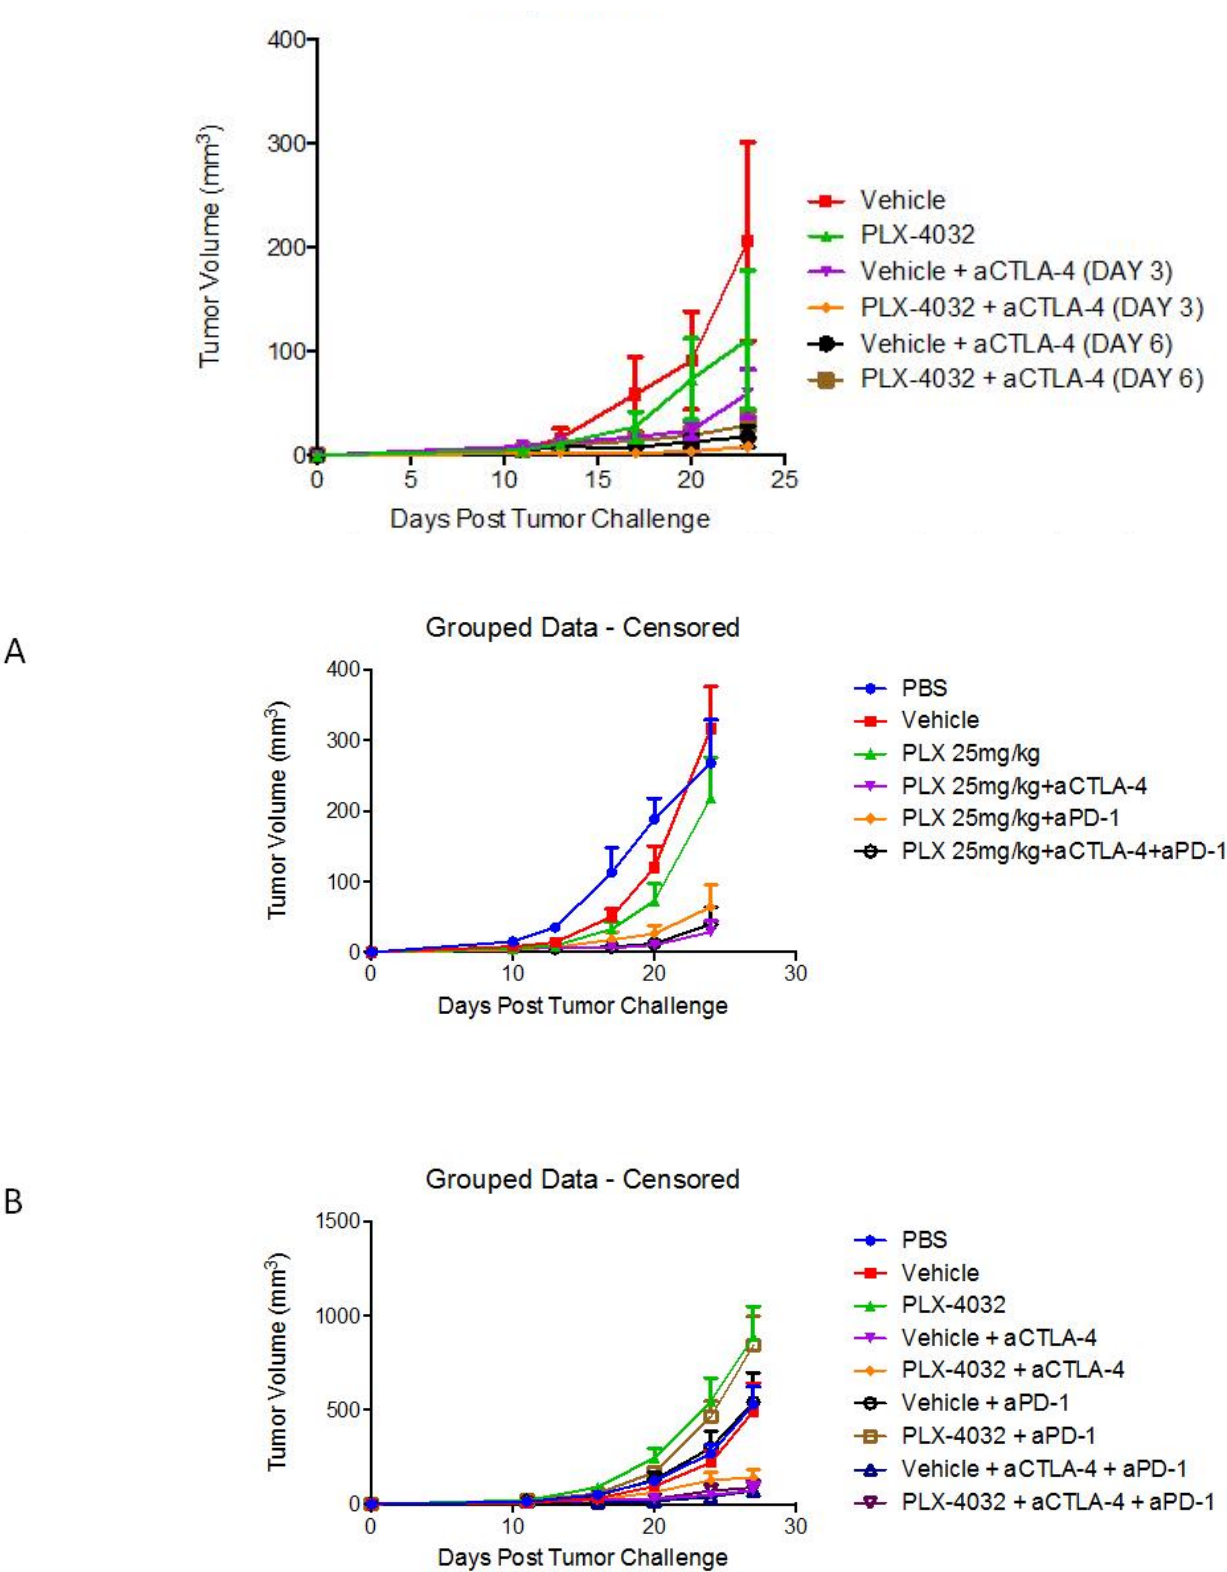 400
300
200
100
0
Tumor Volume (mm³)
0 5 10 15 20 25
Days Post Tumor Challenge
Vehicle
PLX-4032
Vehicle + aCTLA-4 (DAY 3)
PLX-4032 + aCTLA-4 (DAY 3)
Vehicle + aCTLA-4 (DAY 6)
PLX-4032 + aCTLA-4 (DAY 6)
A
Grouped Data - Censored
400
300
200
100
0
Tumor Volume (mm³)
0 10 20 30
Days Post Tumor Challenge
PBS
Vehicle
PLX 25mg/kg
PLX 25mg/kg+aCTLA-4
PLX 25mg/kg+aPD-1
PLX 25mg/kg+aCTLA-4+aPD-1
B
Grouped Data - Censored
1500
1000
500
0
Tumor Volume (mm³)
0 10 20 30
Days Post Tumor Challenge
PBS
Vehicle
PLX-4032
Vehicle + aCTLA-4
PLX-4032 + aCTLA-4
Vehicle + aPD-1
PLX-4032 + aPD-1
Vehicle + aCTLA-4 + aPD-1
PLX-4032 + aCTLA-4 + aPD-1